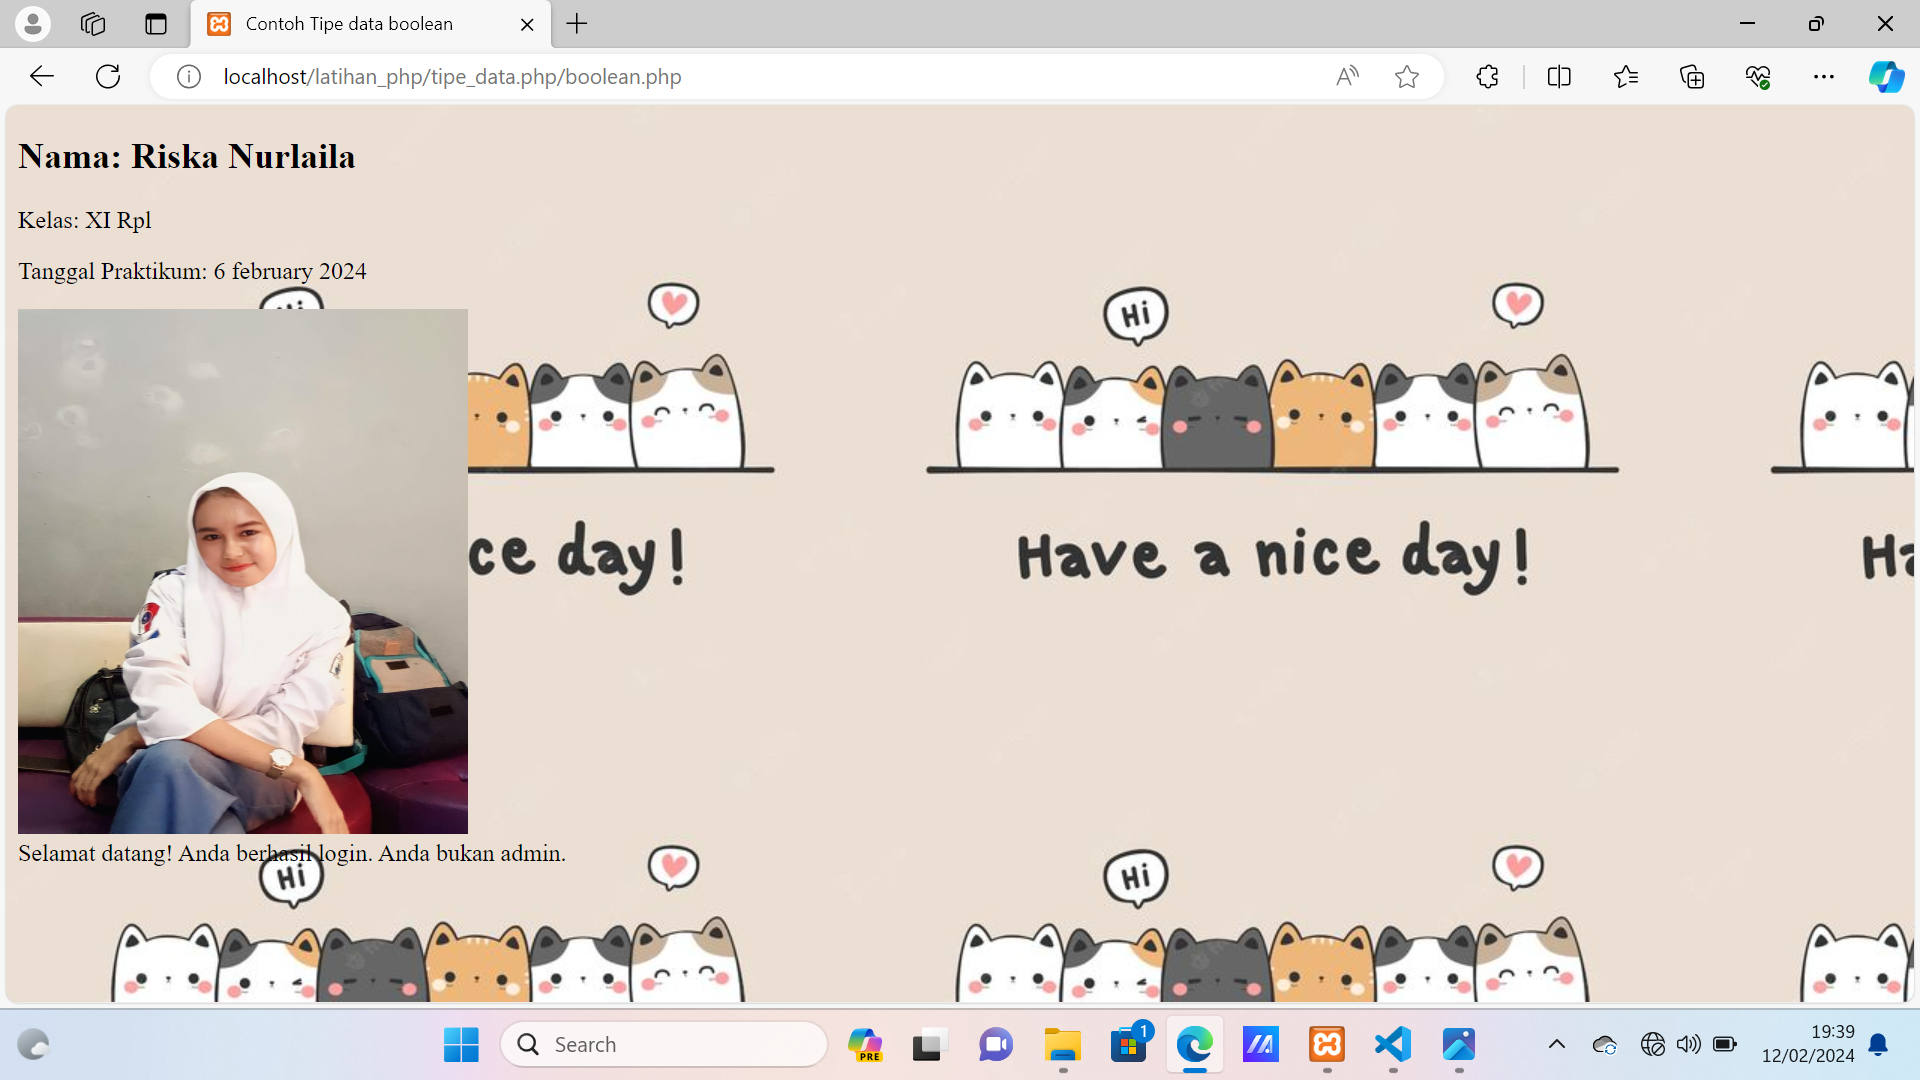 Contoh Tipe data boolean
localhost/latihan_php/tipe_data.php/boolean.php
Nama: Riska Nurlaila
Kelas: XI Rpl
Tanggal Praktikum: 6 february 2024
Hi
Hi
ce day!
Have a nice day!
Ha
Selamat datang! Anda berhasil login. Anda bukan admin.
Hi
Hi
Search
PRE
1
19:39
12/02/2024